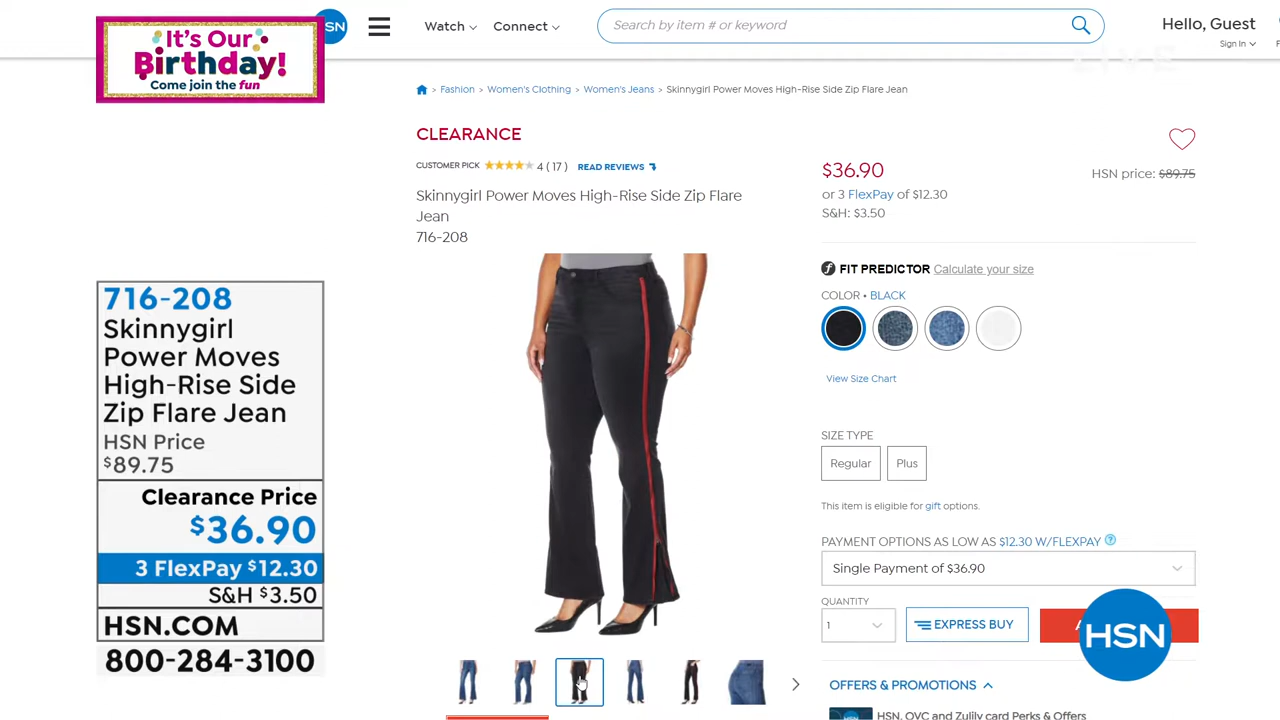 It's Our
Birthday!
Come join the fun
Watch
Connect
Search by item # or keyword
Hello, Guest
Sign In
LIVE
> Fashion > Women's Clothing > Women's Jeans > Skinnygirl Power Moves High-Rise Side Zip Flare Jean
CLEARANCE
CUSTOMER PICK 4 ( 17 ) READ REVIEWS
Skinnygirl Power Moves High-Rise Side Zip Flare
Jean
716-208
$36.90
HSN price: $89.75
or 3 FlexPay of $12.30
S&H: $3.50
FIT PREDICTOR Calculate your size
COLOR • BLACK
View Size Chart
SIZE TYPE
Regular
Plus
This item is eligible for gift options.
PAYMENT OPTIONS AS LOW AS $12.30 W/FLEXPAY ?
Single Payment of $36.90
QUANTITY
1
EXPRESS BUY
HSN
OFFERS & PROMOTIONS
HSN, QVC and Zulily card Perks & Offers
716-208
Skinnygirl
Power Moves
High-Rise Side
Zip Flare Jean
HSN Price
$89.75
Clearance Price
$36.90
3 FlexPay $12.30
S&H $3.50
HSN.COM
800-284-3100